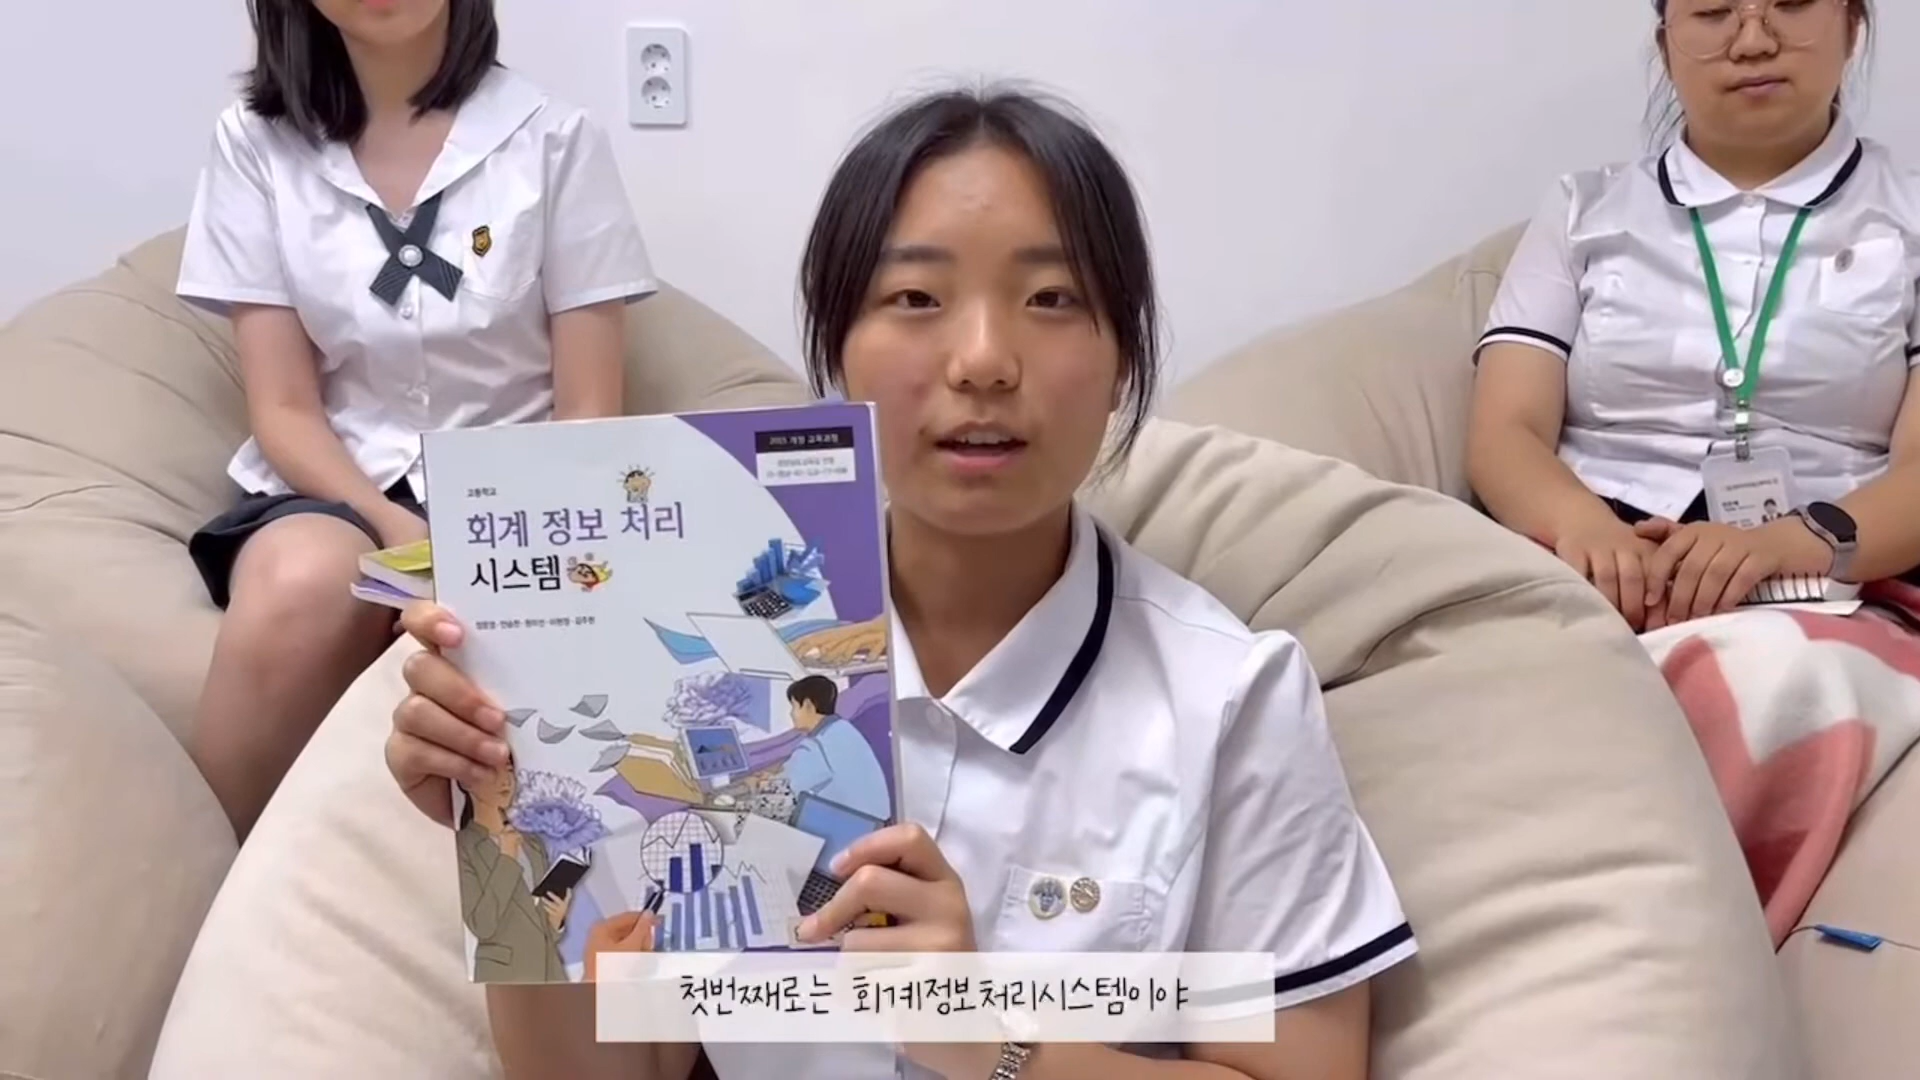 2015 개정 교육과정
고등학교
회계 정보 처리
시스템
첫번째로는 회계정보처리시스템이야